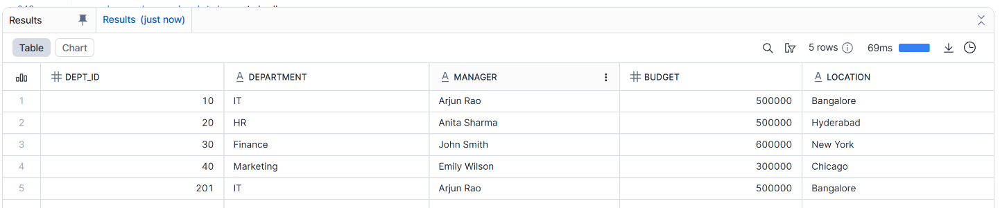 Results Results (just now)
Table Chart 5 rows 69ms
DEPT_ID DEPARTMENT MANAGER BUDGET LOCATION
1 10 IT Arjun Rao 500000 Bangalore
2 20 HR Anita Sharma 500000 Hyderabad
3 30 Finance John Smith 600000 New York
4 40 Marketing Emily Wilson 300000 Chicago
5 201 IT Arjun Rao 500000 Bangalore